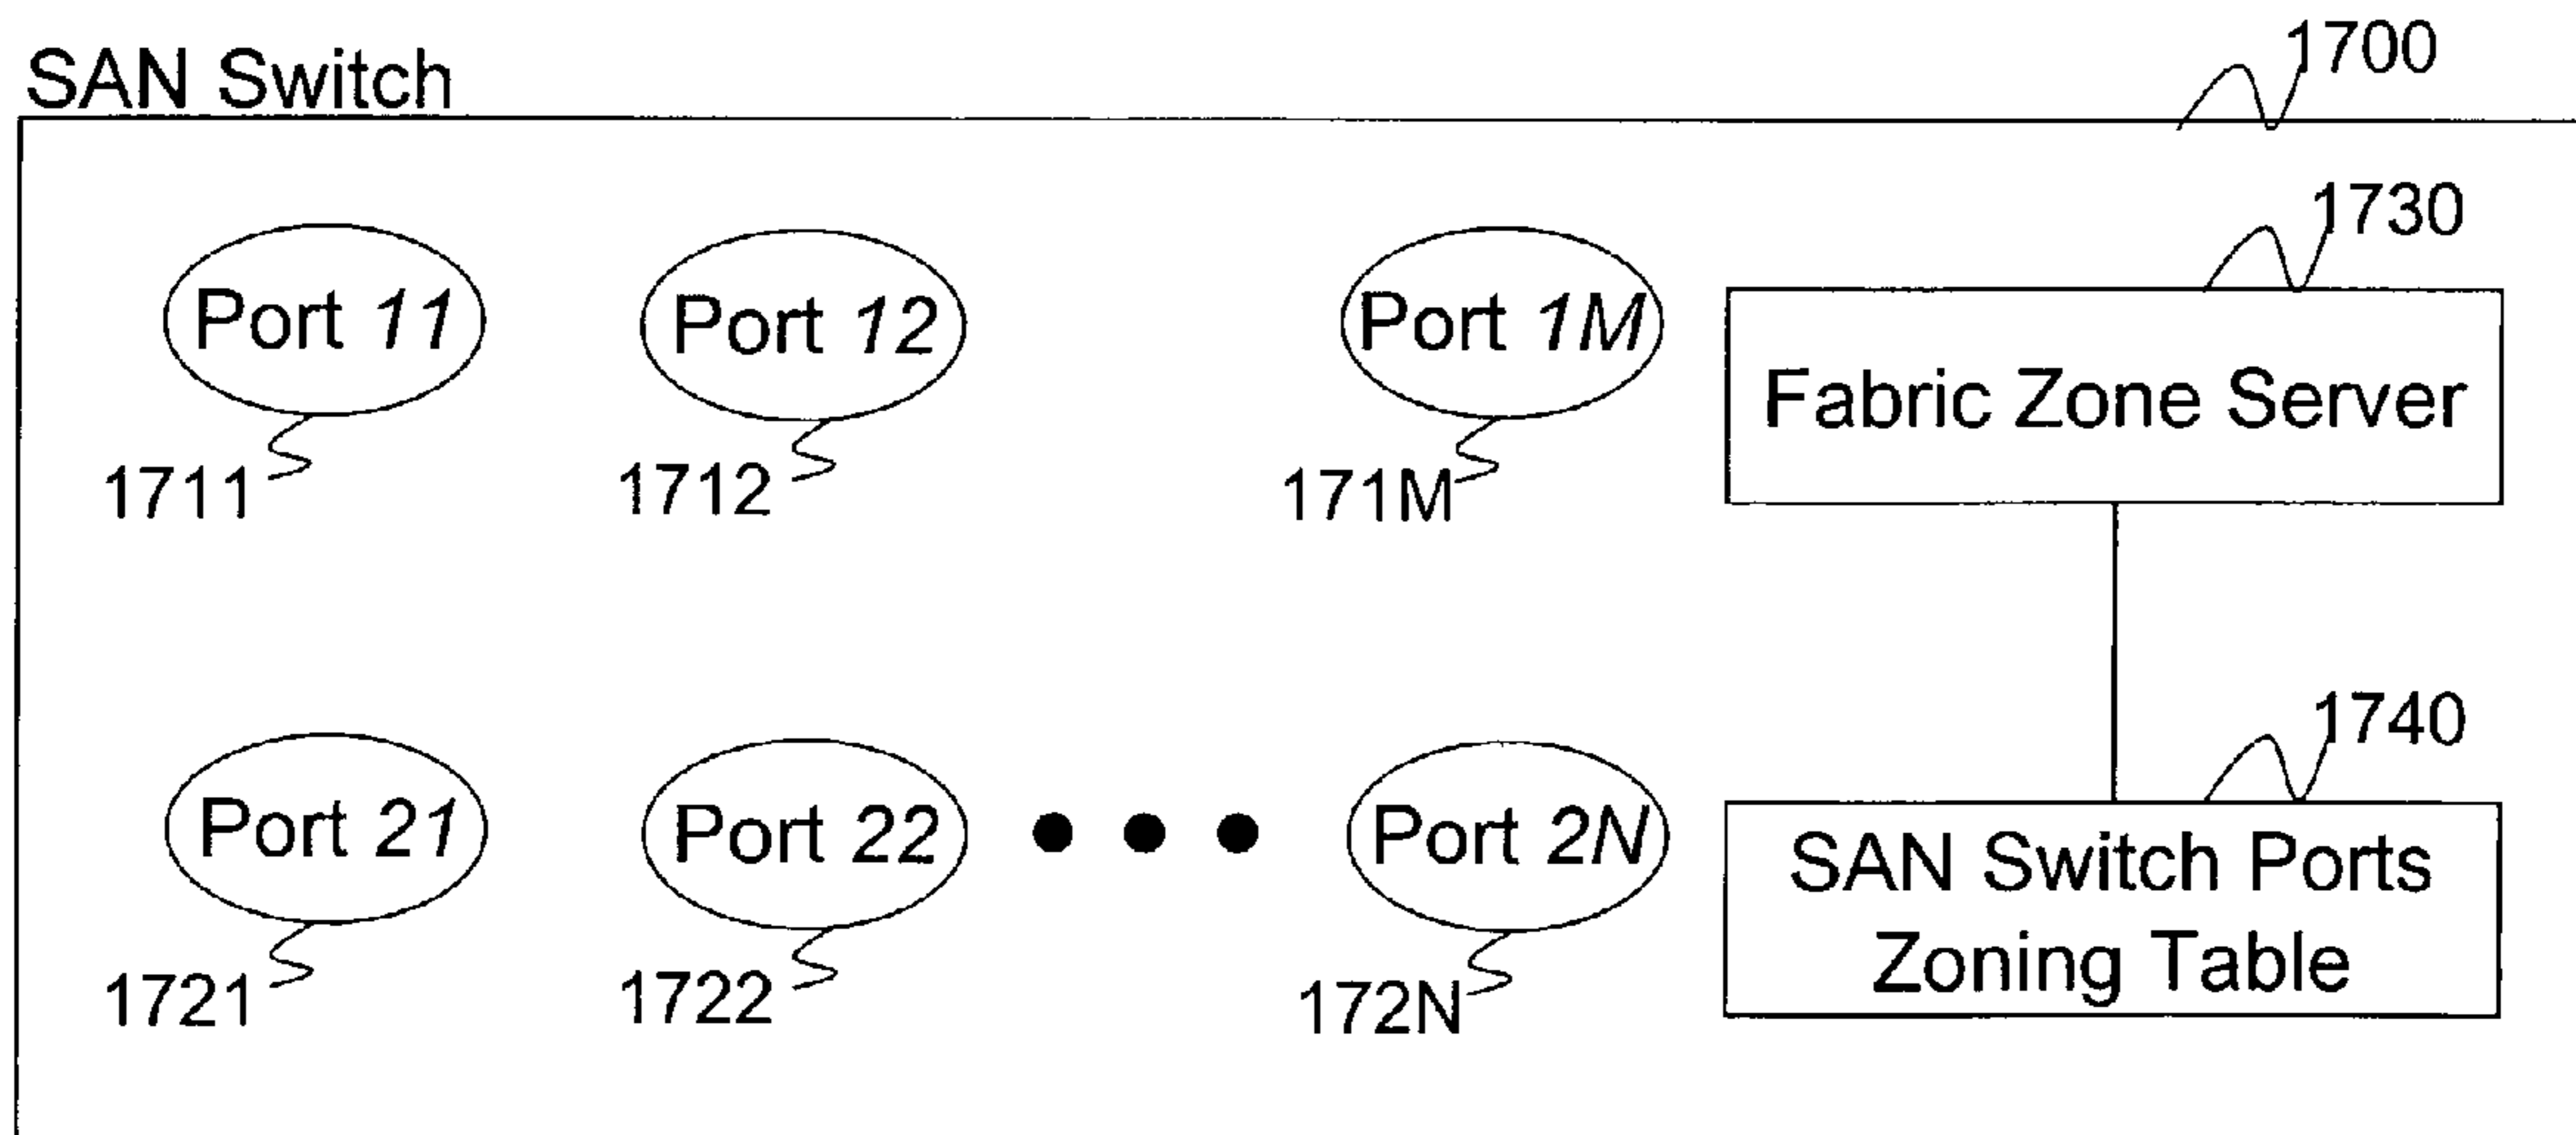 SAN Switch
1700
1730
Port 11
Port 12
Port 1M
Fabric Zone Server
1711
1712
171M
1740
Port 21
Port 22
Port 2N
SAN Switch Ports
Zoning Table
1721
1722
172N